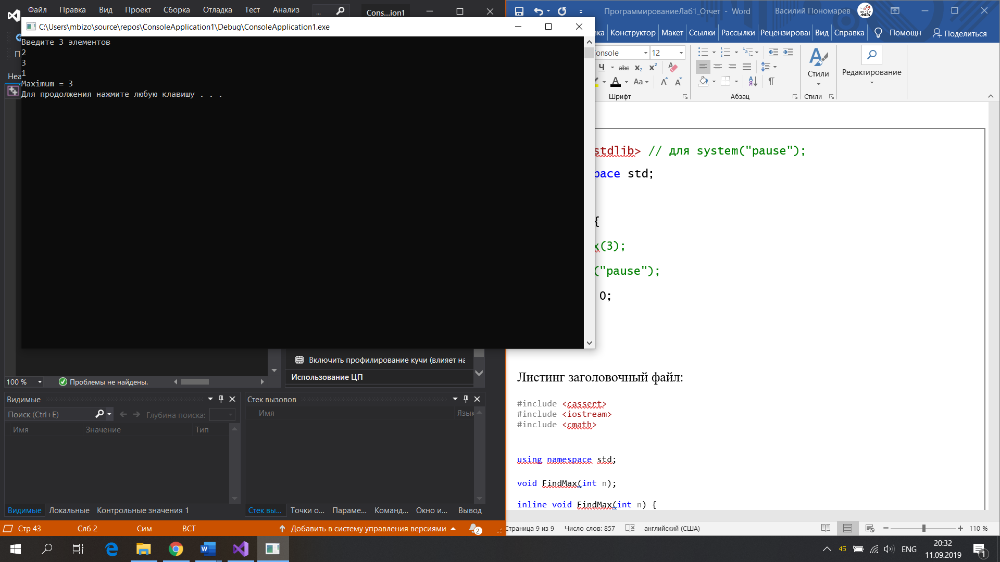 Файл Правка Вид Проект Сборка Отладка Тест Анализ ... Cons...ion1
C:\Users\mbizo\source\repos\ConsoleApplication1\Debug\ConsoleApplication1.exe
Введите 3 элементов
2
3
1
Maximum = 3
Для продолжения нажмите любую клавишу . . .
Включить профилирование кучи (влияет на
Использование ЦП
100 % Проблемы не найдены.
Видимые
Поиск (Ctrl+E) Глубина поиска:
Имя Значение Тип
Видимые Локальные Контрольные значения 1
Стек вызовов
Имя Язык
Стек вы... Точки о... Параме... Команд... Окно и... Вывод
Стр 43 Слб 2 Сим ВСТ Добавить в систему управления версиями 2
ПрограммированиеЛаб1_Отчет - Word Василий Пономарев
Конструктор Макет Ссылки Рассылки Рецензирован Вид Справка Помощн Поделиться
onsole 12
Ч abc X₂ X²
А Aa А А
Шрифт
Абзац
Стили
Стили
Редактирование
stdlib> // для system("pause");
pace std;
{
x(3);
("pause");
0;
Листинг заголовочный файл:
#include <cassert>
#include <iostream>
#include <cmath>
using namespace std;
void FindMax(int n);
inline void FindMax(int n) {
Страница 9 из 9 Число слов: 857 английский (США) 110 %
45 ENG 20:32
11.09.2019 1